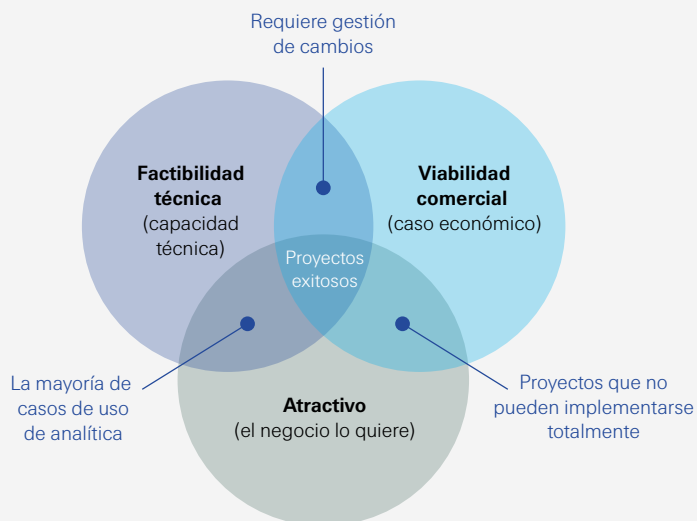 Requiere gestión
de cambios
Factibilidad
técnica
(capacidad
técnica)
Viabilidad
comercial
(caso económico)
Proyectos
exitosos
La mayoría de
casos de uso
de analítica
Atractivo
(el negocio lo quiere)
Proyectos que no
pueden implementarse
totalmente